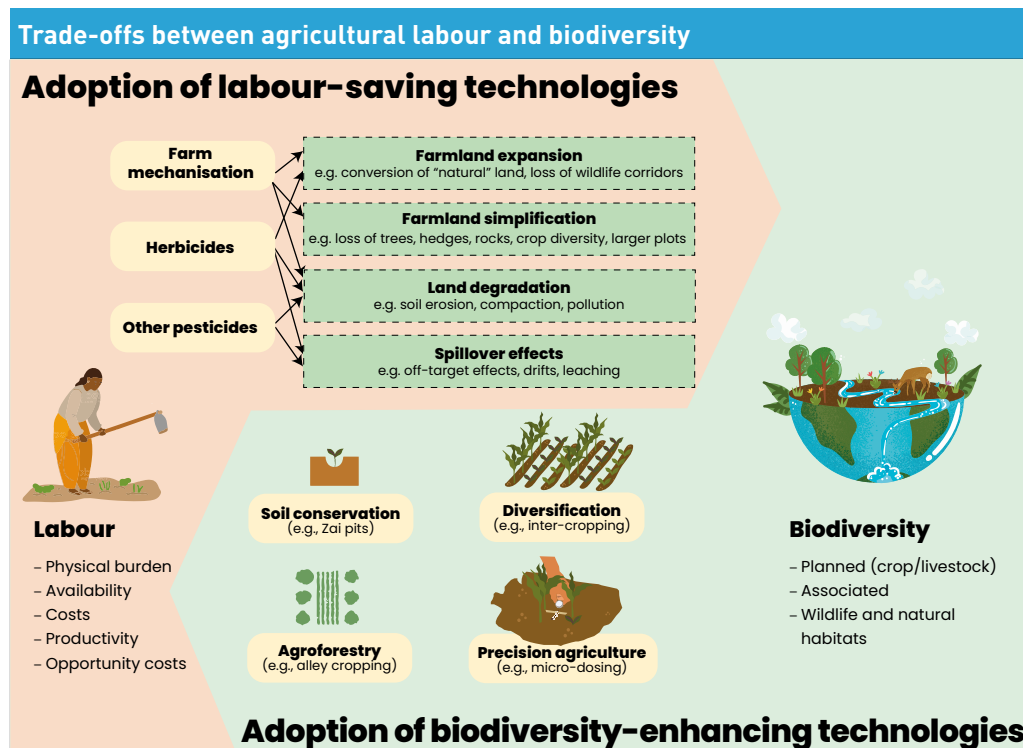 Trade-offs between agricultural labour and biodiversity
Adoption of labour-saving technologies
Farm
mechanisation
Herbicides
Other pesticides
Farmland expansion
e.g. conversion of “natural” land, loss of wildlife corridors
Farmland simplification
e.g. loss of trees, hedges, rocks, crop diversity, larger plots
Land degradation
e.g. soil erosion, compaction, pollution
Spillover effects
e.g. off-target effects, drifts, leaching
Labour
– Physical burden
– Availability
– Costs
– Productivity
– Opportunity costs
Soil conservation
(e.g., Zai pits)
Diversification
(e.g., inter-cropping)
Agroforestry
(e.g., alley cropping)
Precision agriculture
(e.g., micro-dosing)
Biodiversity
– Planned (crop/livestock)
– Associated
– Wildlife and natural
habitats
Adoption of biodiversity-enhancing technologies